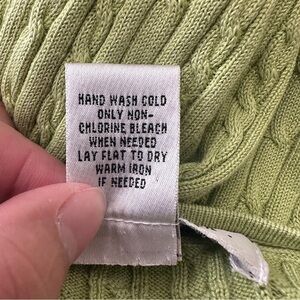 HAND WASH COLD
ONLY NON-
CHLORINE BLEACH
WHEN NEEDED
LAY FLAT TO DRY
WARM IRON
IF NEEDED